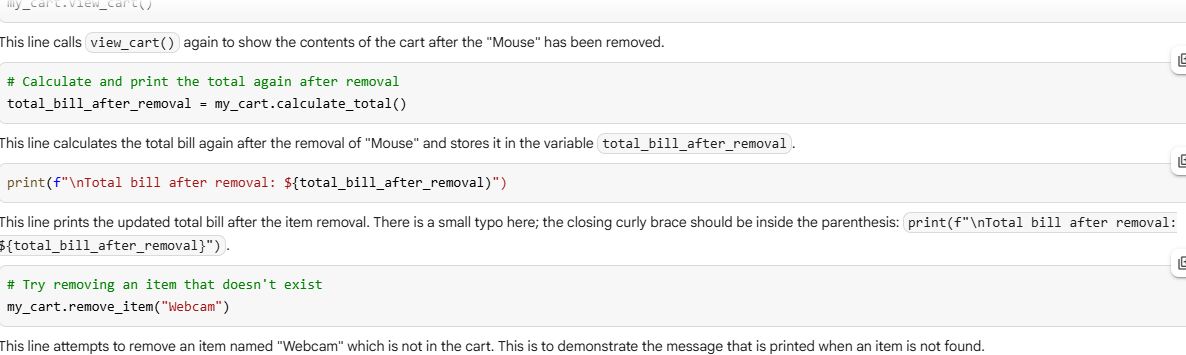 my_cart.view_cart()
This line calls view_cart() again to show the contents of the cart after the "Mouse" has been removed.
# Calculate and print the total again after removal
total_bill_after_removal = my_cart.calculate_total()
This line calculates the total bill again after the removal of "Mouse" and stores it in the variable total_bill_after_removal.
print(f"\nTotal bill after removal: ${total_bill_after_removal)")
This line prints the updated total bill after the item removal. There is a small typo here; the closing curly brace should be inside the parenthesis: print(f"\nTotal bill after removal:
${total_bill_after_removal}").
# Try removing an item that doesn't exist
my_cart.remove_item("Webcam")
This line attempts to remove an item named "Webcam" which is not in the cart. This is to demonstrate the message that is printed when an item is not found.